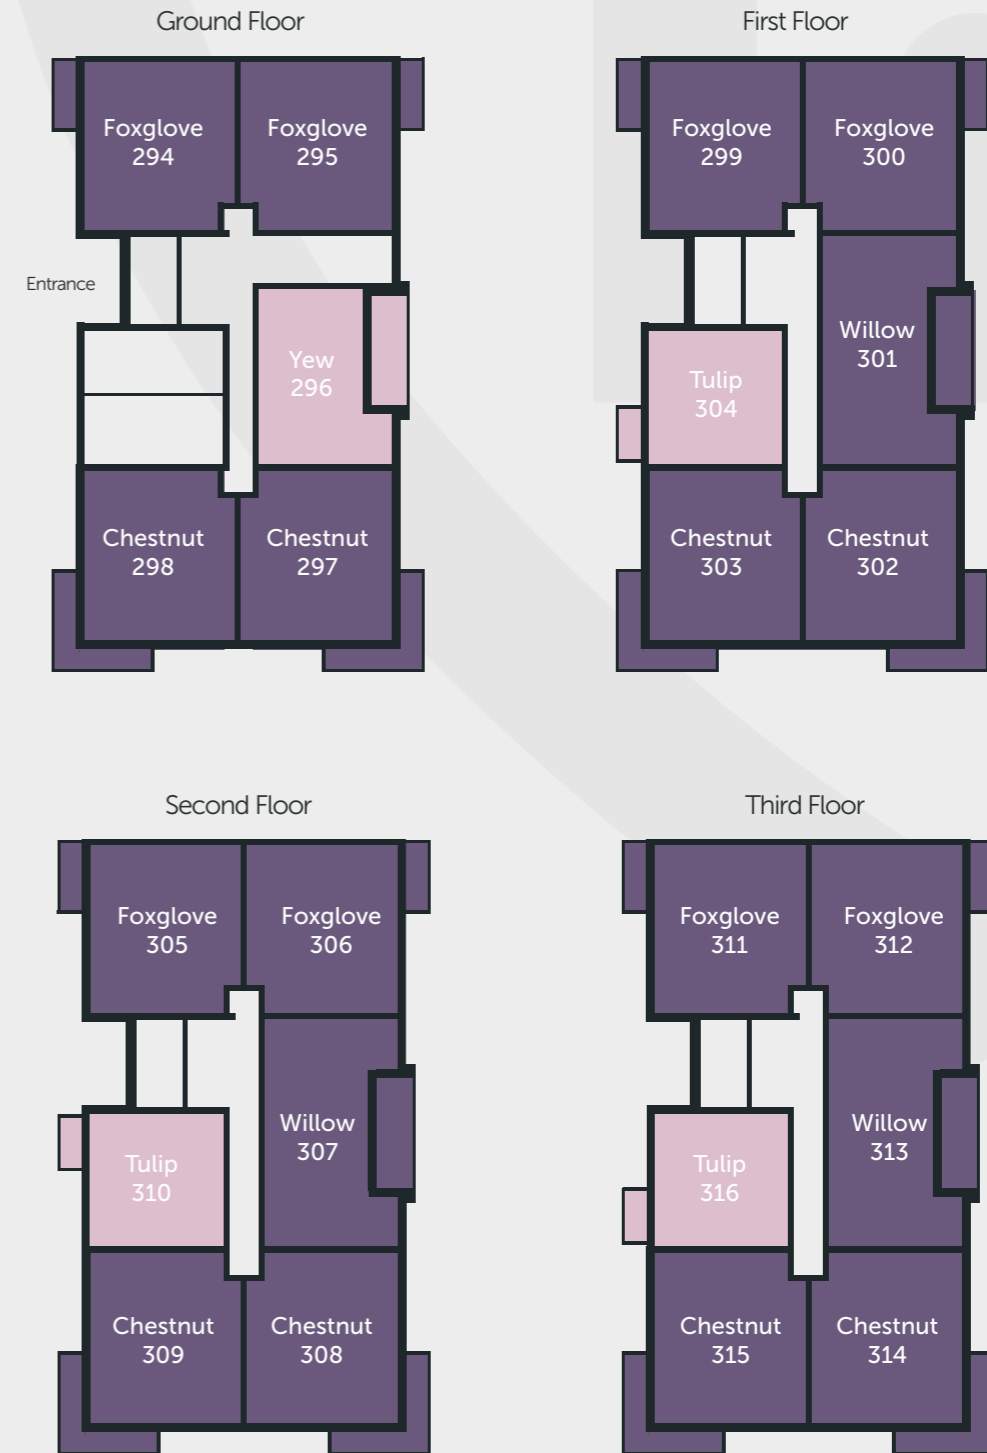 Ground Floor
Foxglove
294
Foxglove
295
Entrance
Yew
296
Chestnut
298
Chestnut
297
First Floor
Foxglove
299
Foxglove
300
Willow
301
Tulip
304
Chestnut
303
Chestnut
302
Second Floor
Foxglove
305
Foxglove
306
Willow
307
Tulip
310
Chestnut
309
Chestnut
308
Third Floor
Foxglove
311
Foxglove
312
Willow
313
Tulip
316
Chestnut
315
Chestnut
314